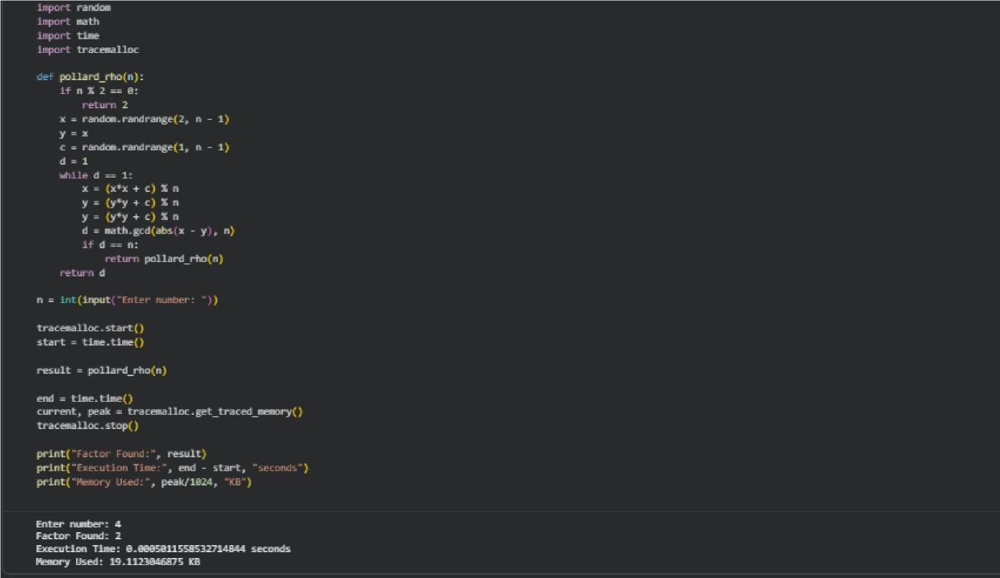 import random
import math
import time
import tracemalloc
def pollard_rho(n):
if n % 2 == 0:
return 2
x = random.randrange(2, n - 1)
y = x
c = random.randrange(1, n - 1)
d = 1
while d == 1:
x = (x*x + c) % n
y = (y*y + c) % n
y = (y*y + c) % n
d = math.gcd(abs(x - y), n)
if d == n:
return pollard_rho(n)
return d
n = int(input("Enter number: "))
tracemalloc.start()
start = time.time()
result = pollard_rho(n)
end = time.time()
current, peak = tracemalloc.get_traced_memory()
tracemalloc.stop()
print("Factor Found:", result)
print("Execution Time:", end - start, "seconds")
print("Memory Used:", peak/1024, "KB")
Enter number: 4
Factor Found: 2
Execution Time: 0.0005011558532714844 seconds
Memory Used: 19.1123046875 KB